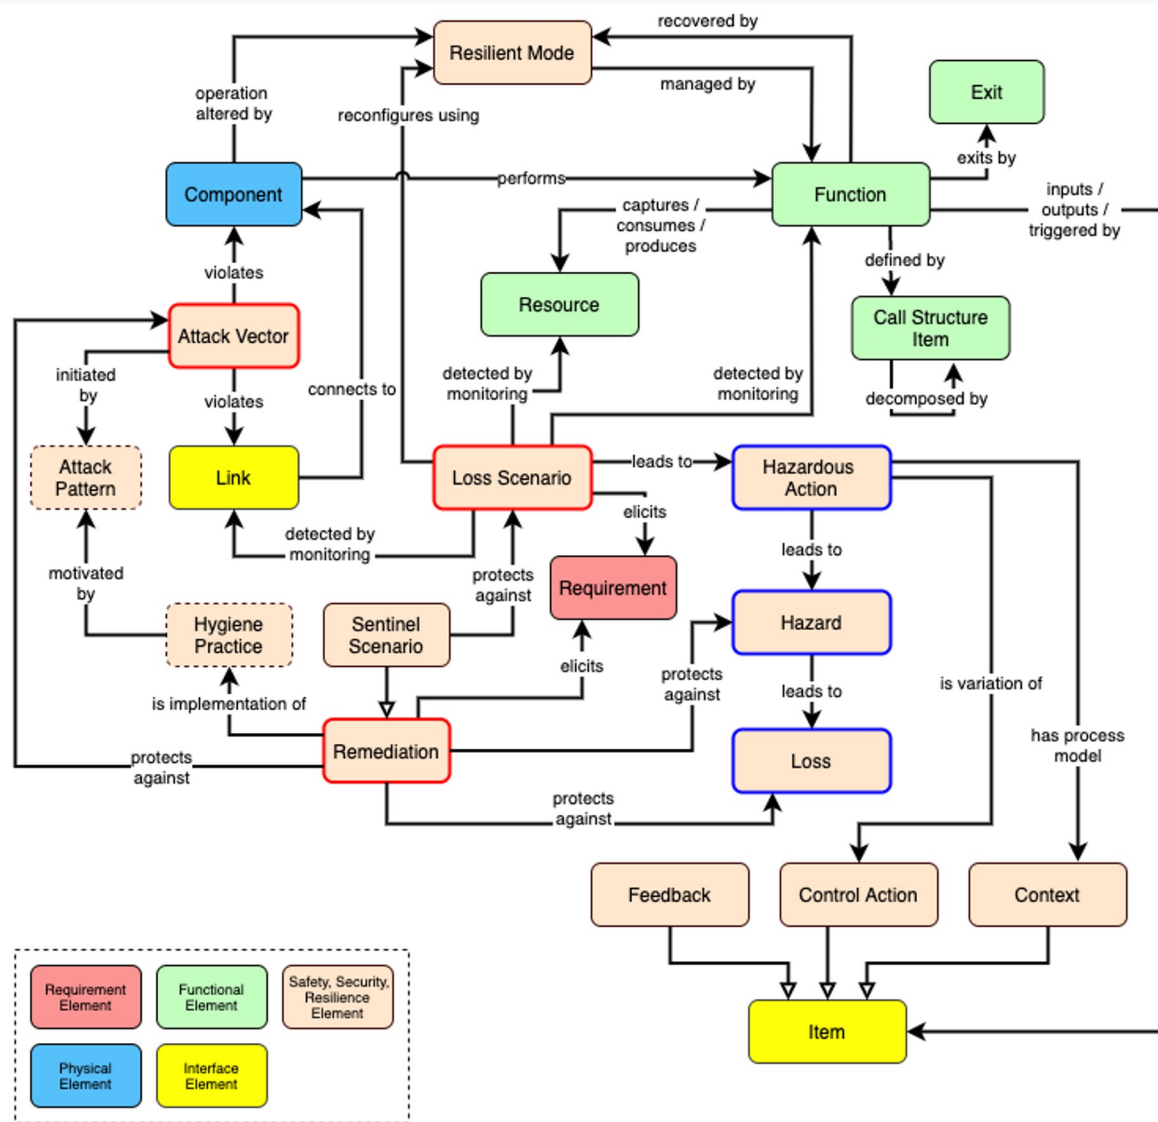 recovered by
Resilient Mode
managed by
operation
altered by
reconfigures using
Exit
exits by
Component
performs
Function
inputs /
outputs /
triggered by
captures /
consumes /
produces
defined by
violates
Resource
Call Structure
Item
decomposed by
Attack Vector
initiated
by
violates
connects to
detected by
monitoring
detected by
monitoring
Attack
Pattern
Link
Loss Scenario
leads to
Hazardous
Action
elicits
detected by
monitoring
leads to
motivated
by
protects
against
Requirement
Hygiene
Practice
Sentinel
Scenario
Hazard
elicits
protects
against
leads to
is variation of
is implementation of
has process
model
Remediation
Loss
protects
against
protects
against
Feedback
Control Action
Context
Item
Requirement
Element
Functional
Element
Safety, Security,
Resilience
Element
Physical
Element
Interface
Element